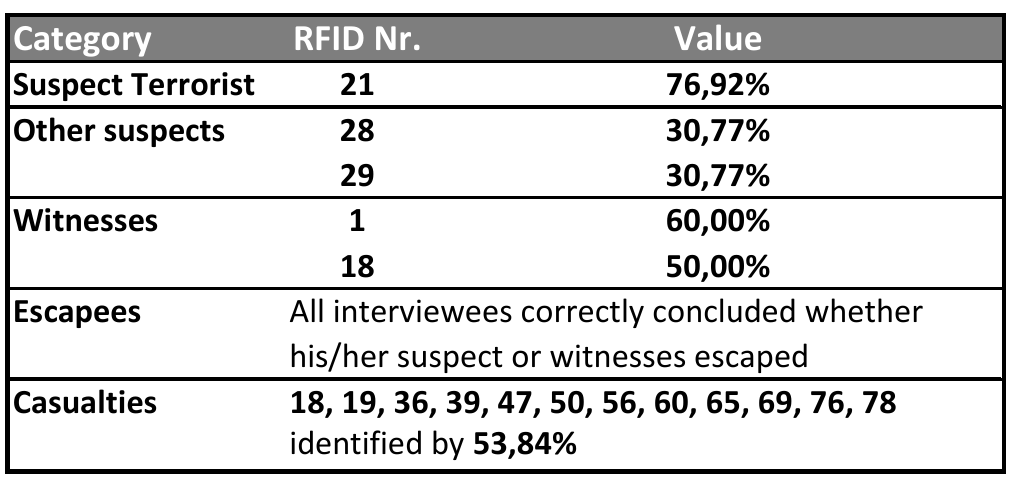 Category RFID Nr. Value
Suspect Terrorist 21 76,92%
Other suspects 28 30,77%
29 30,77%
Witnesses 1 60,00%
18 50,00%
Escapees All interviewees correctly concluded whether
his/her suspect or witnesses escaped
Casualties 18, 19, 36, 39, 47, 50, 56, 60, 65, 69, 76, 78
identified by 53,84%